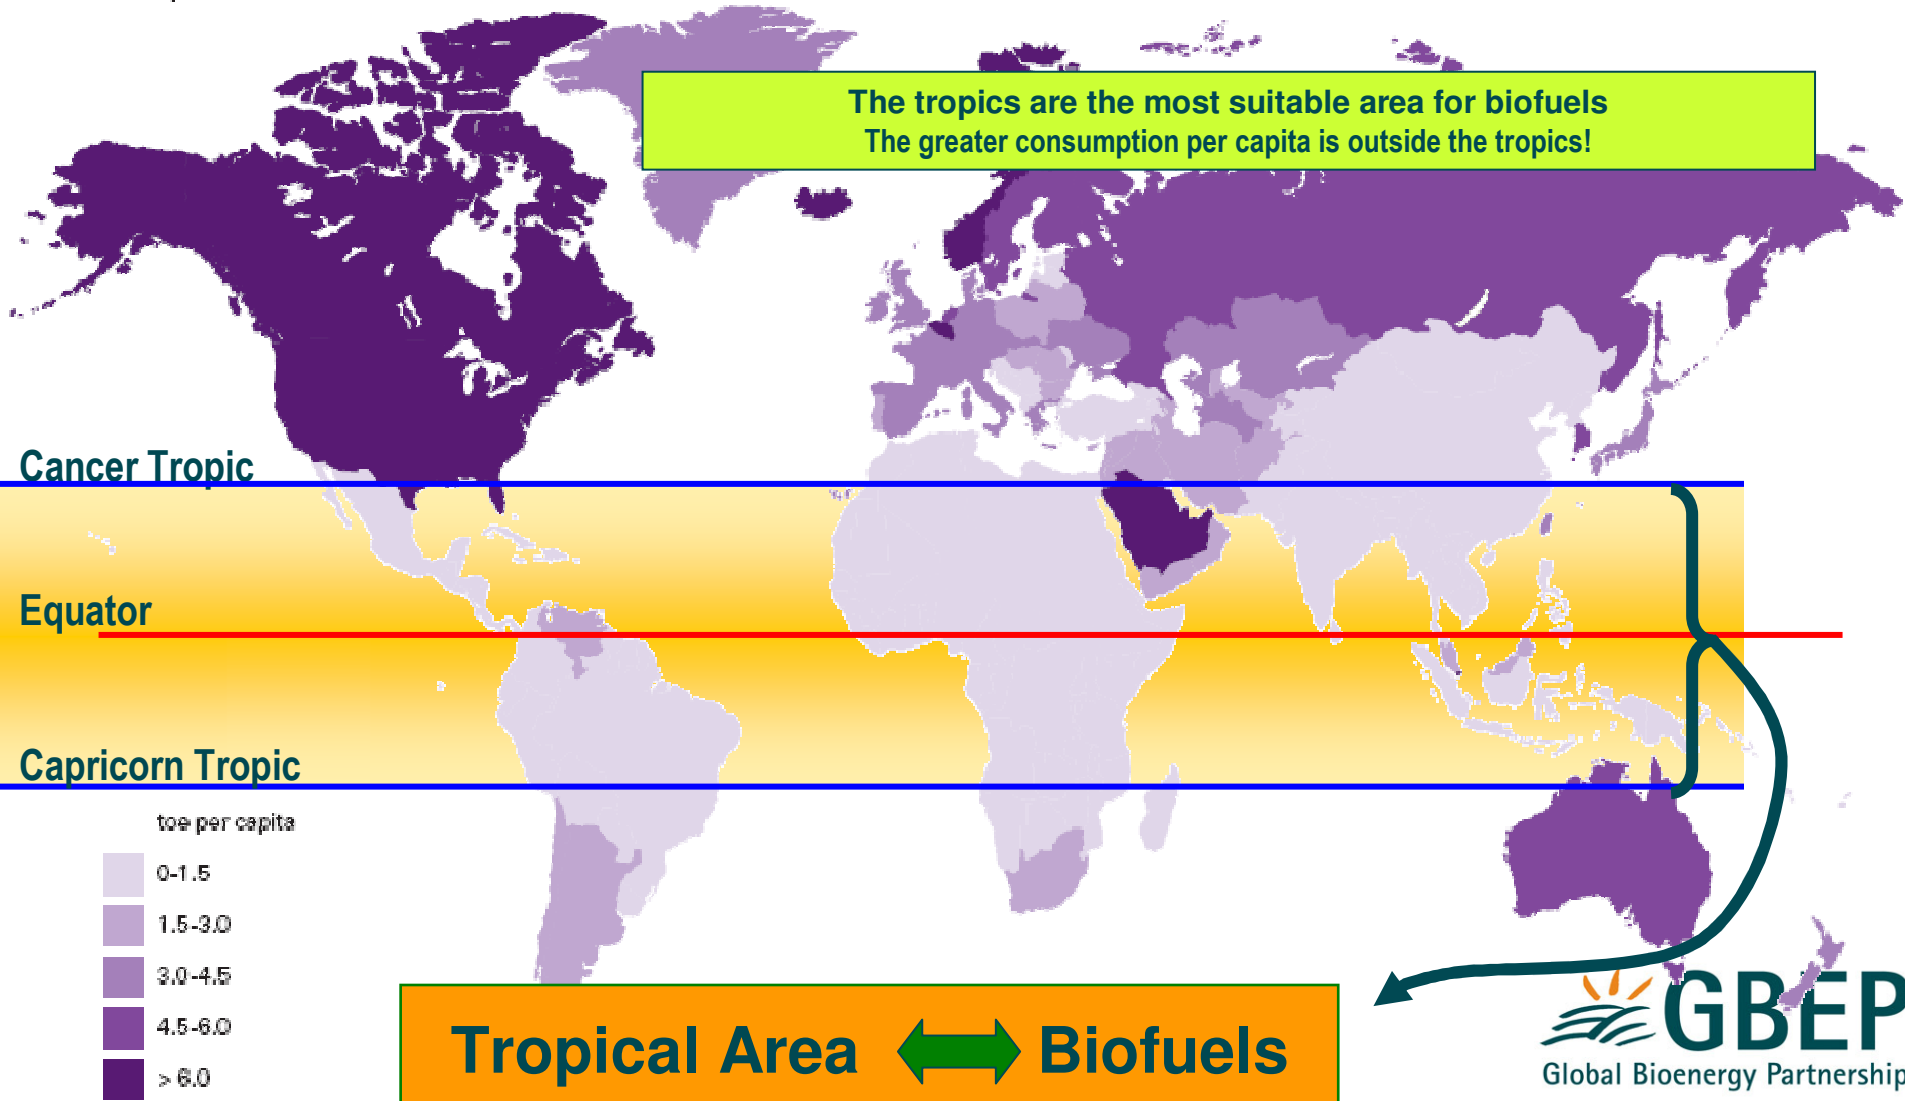 The tropics are the most suitable area for biofuels
The greater consumption per capita is outside the tropics!
Cancer Tropic
Equator
Capricorn Tropic
toe per capita
0-1.5
1.5-3.0
3.0-4.5
4.5-6.0
> 6.0
Tropical Area Biofuels
GBEP
Global Bioenergy Partnership